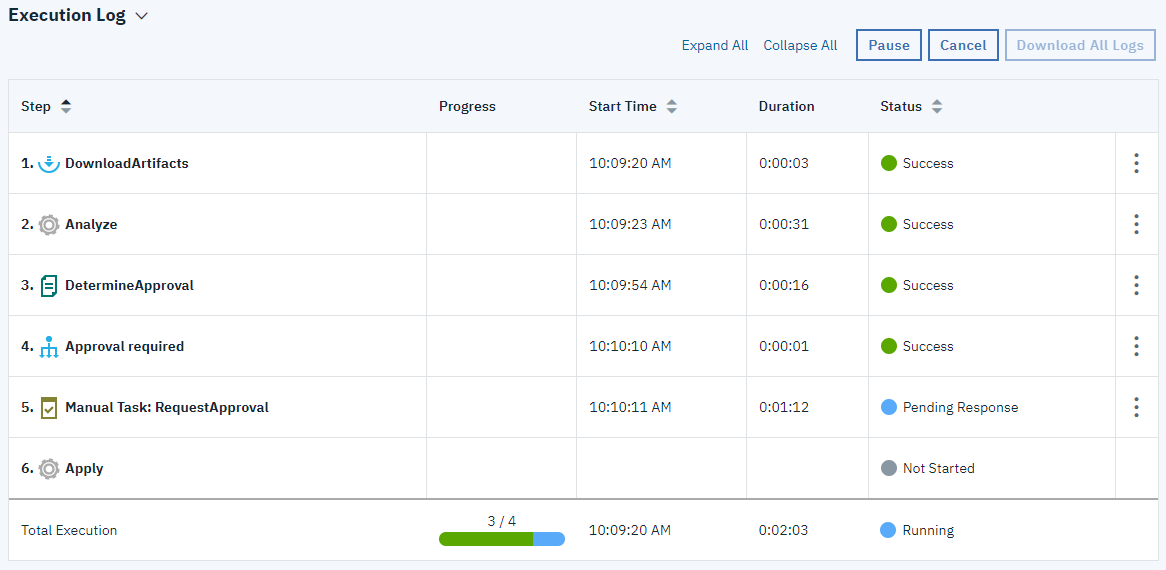 Execution Log
Expand All Collapse All Pause Cancel Download All Logs
Step Progress Start Time Duration Status
1. DownloadArtifacts 10:09:20 AM 0:00:03 Success
2. Analyze 10:09:23 AM 0:00:31 Success
3. DetermineApproval 10:09:54 AM 0:00:16 Success
4. Approval required 10:10:10 AM 0:00:01 Success
5. Manual Task: RequestApproval 10:10:11 AM 0:01:12 Pending Response
6. Apply Not Started
Total Execution 3 / 4 10:09:20 AM 0:02:03 Running